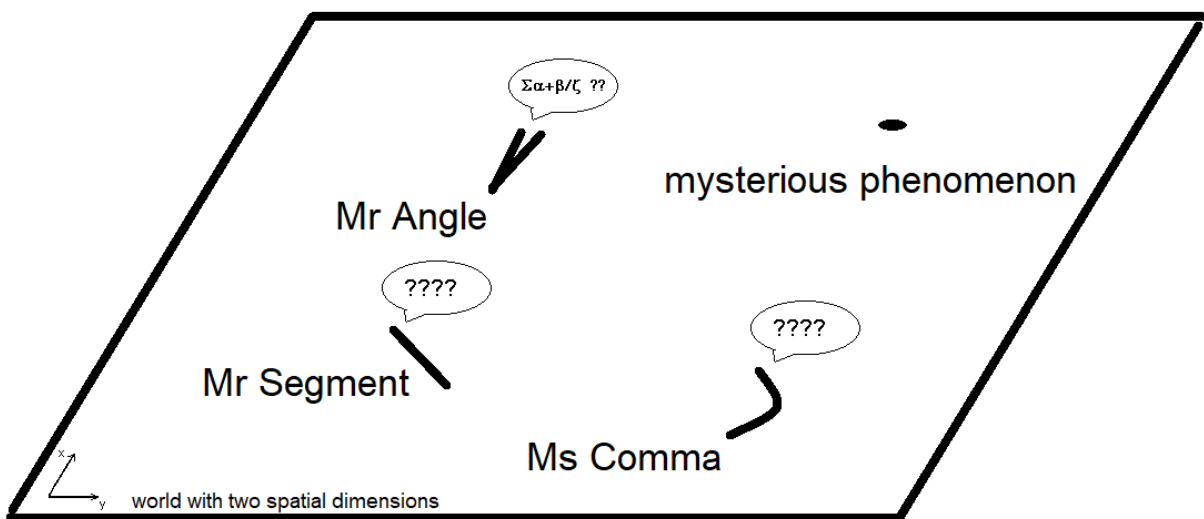 Σα+β/ζ ??
mysterious phenomenon
Mr Angle
????
????
Mr Segment
Ms Comma
x
y
world with two spatial dimensions